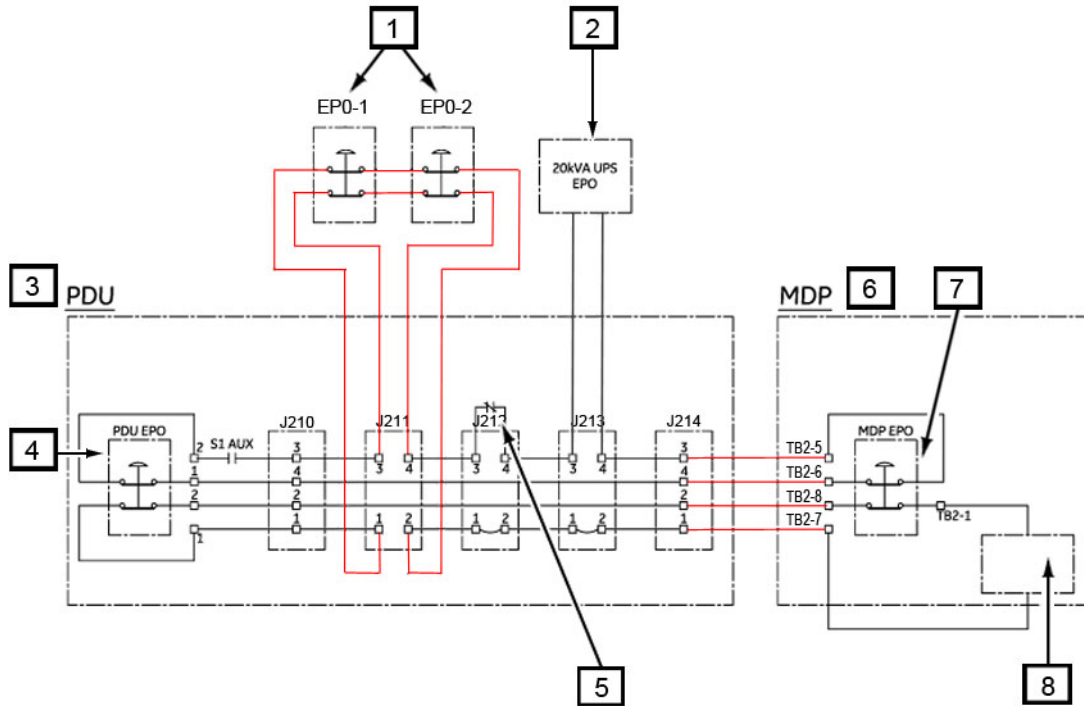 1
2
EP0-1
EP0-2
20kVA UPS
EPO
3
PDU
MDP
6
7
J210
J211
J212
J213
J214
4
PDU EPO
2
S1 AUX
3
3
4
3
4
3
4
3
TB2-5
MDP EPO
1
4
4
TB2-6
2
2
2
TB2-8
TB2-1
1
1
1
2
1
2
1
2
1
TB2-7
5
8